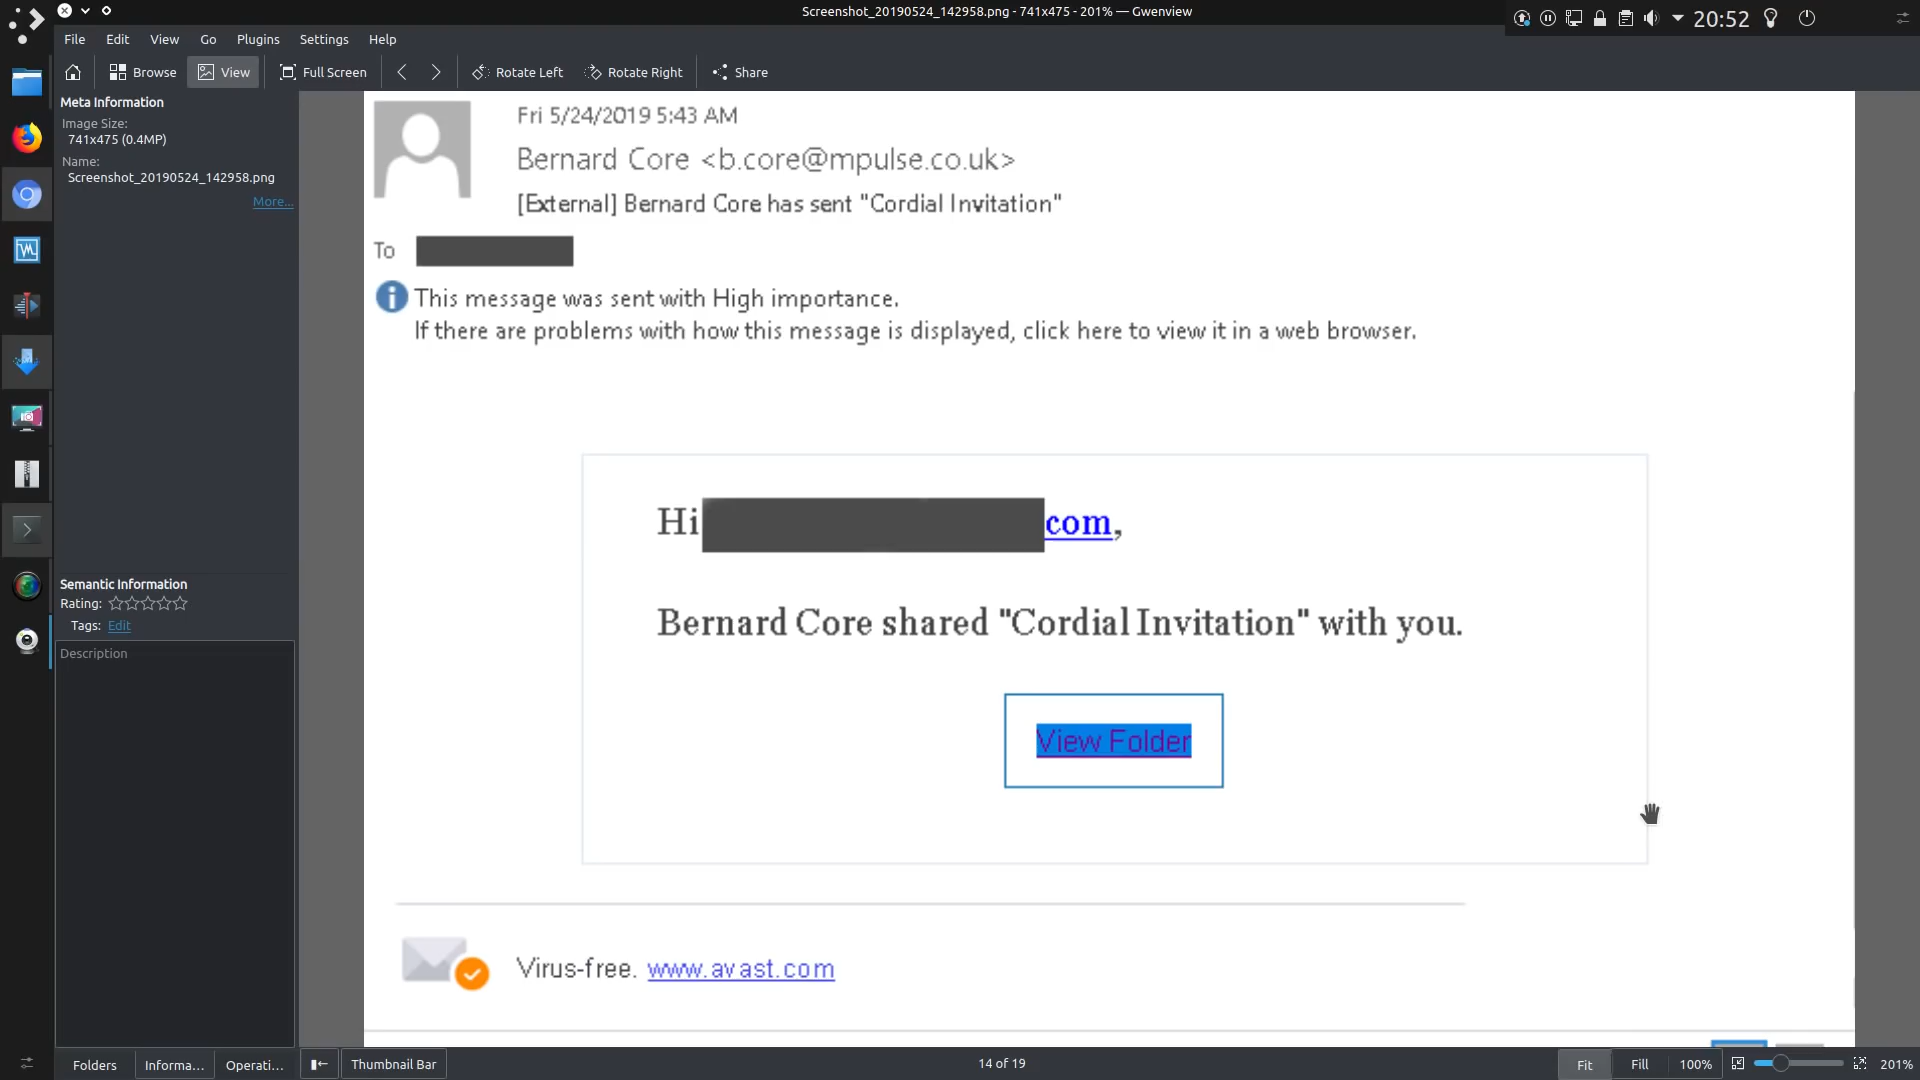 Screenshot_20190524_142958.png - 741x475 - 201% — Gwenview
20:52
File Edit View Go Plugins Settings Help
Browse View Full Screen Rotate Left Rotate Right Share
Meta Information
Image Size:
741x475 (0.4MP)
Name:
Screenshot_20190524_142958.png
More...
Semantic Information
Rating:
Tags: Edit
Description
Fri 5/24/2019 5:43 AM
Bernard Core <b.core@mpulse.co.uk>
[External] Bernard Core has sent "Cordial Invitation"
To
This message was sent with High importance.
If there are problems with how this message is displayed, click here to view it in a web browser.
Hi com,
Bernard Core shared "Cordial Invitation" with you.
View Folder
Virus-free. www.avast.com
Folders Informa... Operati... Thumbnail Bar 14 of 19 Fit Fill 100% 201%